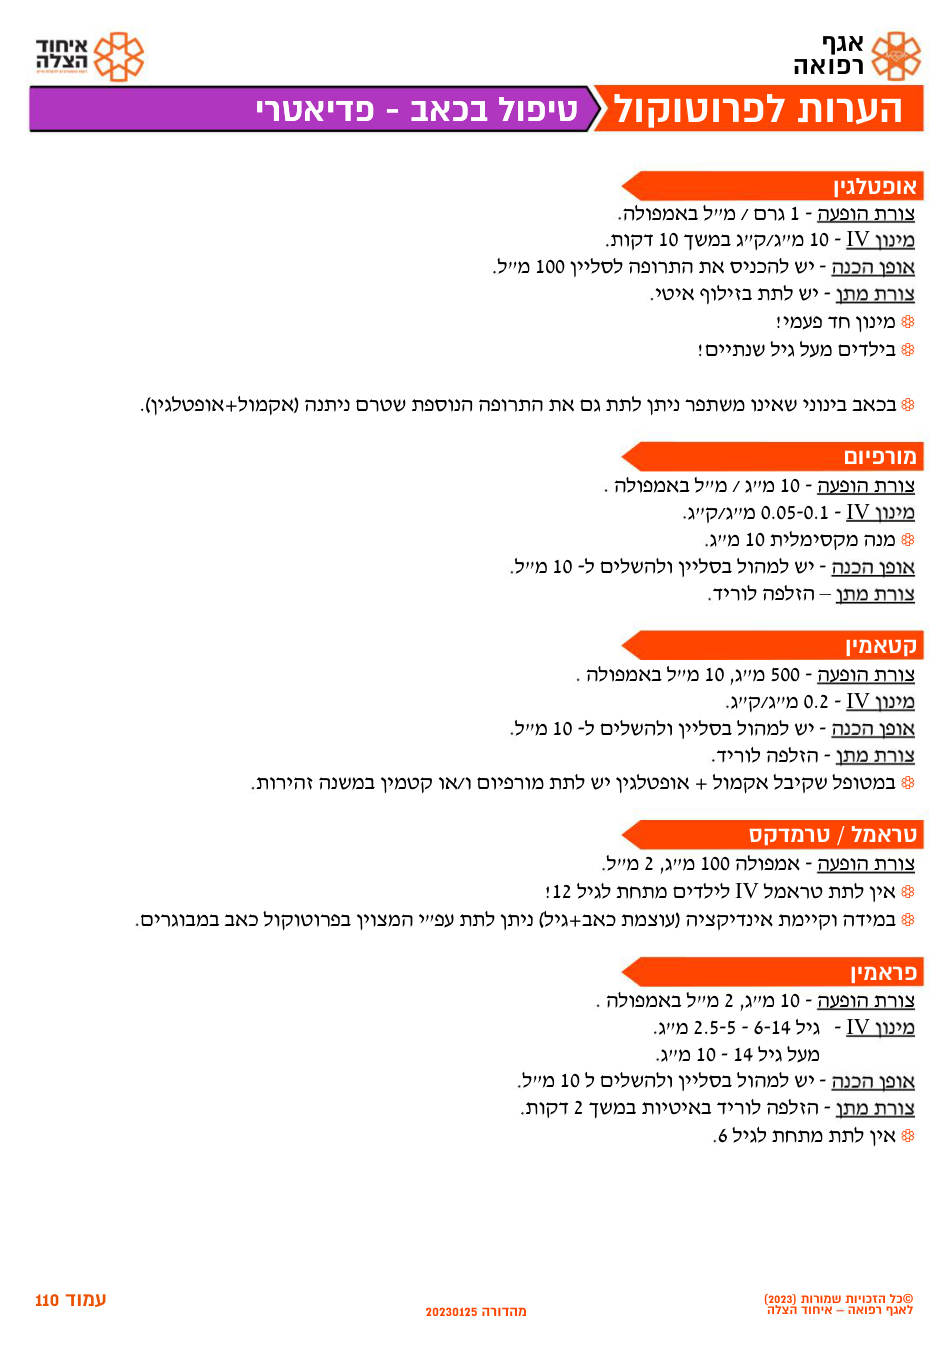 אגף
רפואה
איחוד
הצלה
הערות לפרוטוקול
טיפול בכאב - פדיאטרי
אופטלגין
צורת הופעה - 1 גרם / מ״ל באמפולה.
מינון IV - 10 מ״ג/ק״ג במשך 10 דקות.
אופן הכנה - יש להכניס את התרופה לסליין 100 מ״ל.
צורת מתן - יש לתת בזילוף איטי.
מינון חד פעמי!
בילדים מעל גיל שנתיים!
בכאב בינוני שאינו משתפר ניתן לתת גם את התרופה הנוספת שטרם ניתנה (אקמול+אופטלגין).
מורפיום
צורת הופעה - 10 מ״ג / מ״ל באמפולה .
מינון IV - 0.05-0.1 מ״ג/ק״ג.
מנה מקסימלית 10 מ״ג.
אופן הכנה - יש למהול בסליין ולהשלים ל- 10 מ״ל.
צורת מתן – הזלפה לוריד.
קטאמין
צורת הופעה - 500 מ״ג, 10 מ״ל באמפולה .
מינון IV - 0.2 מ״ג/ק״ג.
אופן הכנה - יש למהול בסליין ולהשלים ל- 10 מ״ל.
צורת מתן - הזלפה לוריד.
במטופל שקיבל אקמול + אופטלגין יש לתת מורפיום ו/או קטמין במשנה זהירות.
טראמל / טרמדקס
צורת הופעה - אמפולה 100 מ״ג, 2 מ״ל.
אין לתת טראמל IV לילדים מתחת לגיל 12!
במידה וקיימת אינדיקציה (עוצמת כאב+גיל) ניתן לתת עפ״י המצוין בפרוטוקול כאב במבוגרים.
פראמין
צורת הופעה - 10 מ״ג, 2 מ״ל באמפולה .
מינון IV - גיל 6-14 - 2.5-5 מ״ג.
מעל גיל 14 - 10 מ״ג.
אופן הכנה - יש למהול בסליין ולהשלים ל 10 מ״ל.
צורת מתן - הזלפה לוריד באיטיות במשך 2 דקות.
אין לתת מתחת לגיל 6.
©כל הזכויות שמורות (2023)
לאגף רפואה – איחוד הצלה
מהדורה 20230125
עמוד 110